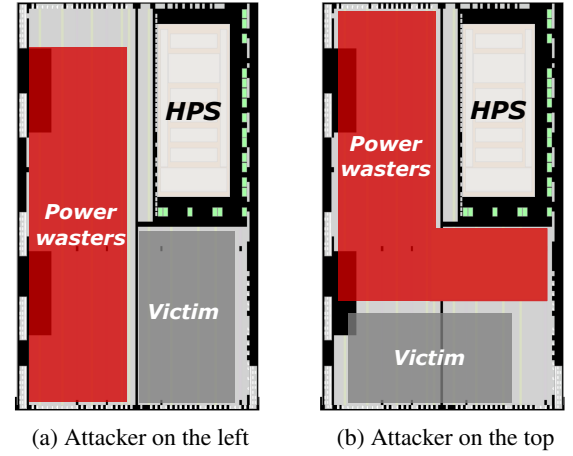 HPS
Power
wasters
Victim
(a) Attacker on the left
HPS
Power
wasters
Victim
(b) Attacker on the top